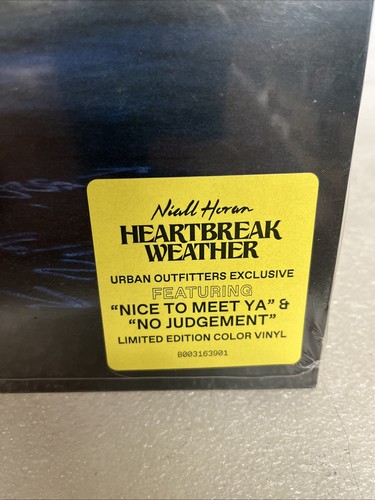 Niall Horan
HEARTBREAK
WEATHER
URBAN OUTFITTERS EXCLUSIVE
FEATURING
“NICE TO MEET YA” &
“NO JUDGEMENT”
LIMITED EDITION COLOR VINYL
B003163901